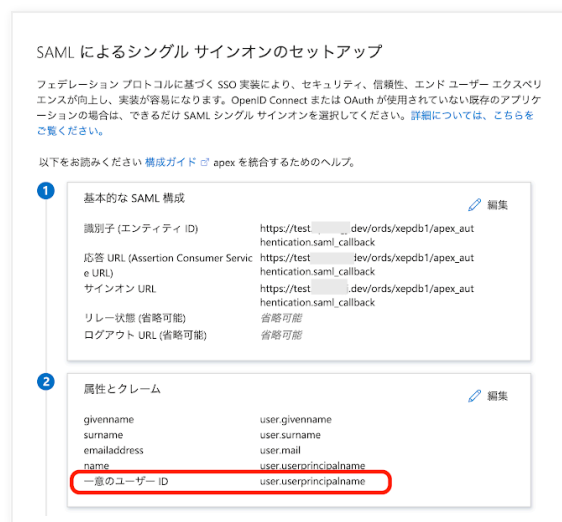 SAML によるシングル サインオンのセットアップ
フェデレーション プロトコルに基づく SSO 実装により、セキュリティ、信頼性、エンド ユーザー エクスペリ
エンスが向上し、実装が容易になります。OpenID Connect または OAuth が使用されていない既存のアプリケ
ーションの場合は、できるだけ SAML シングル サインオンを選択してください。詳細については、こちらを
ご覧ください。
以下をお読みください 構成ガイド apex を統合するためのヘルプ。
1
基本的な SAML 構成
編集
識別子 (エンティティ ID)
https://test .dev/ords/xepdb1/apex_aut
hentication.saml_callback
応答 URL (Assertion Consumer Servic
e URL)
https://test dev/ords/xepdb1/apex_aut
hentication.saml_callback
サインオン URL
https://test .dev/ords/xepdb1/apex_aut
hentication.saml_callback
リレー状態 (省略可能)
省略可能
ログアウト URL (省略可能)
省略可能
2
属性とクレーム
編集
givenname user.givenname
surname user.surname
emailaddress user.mail
name user.userprincipalname
一意のユーザー ID user.userprincipalname